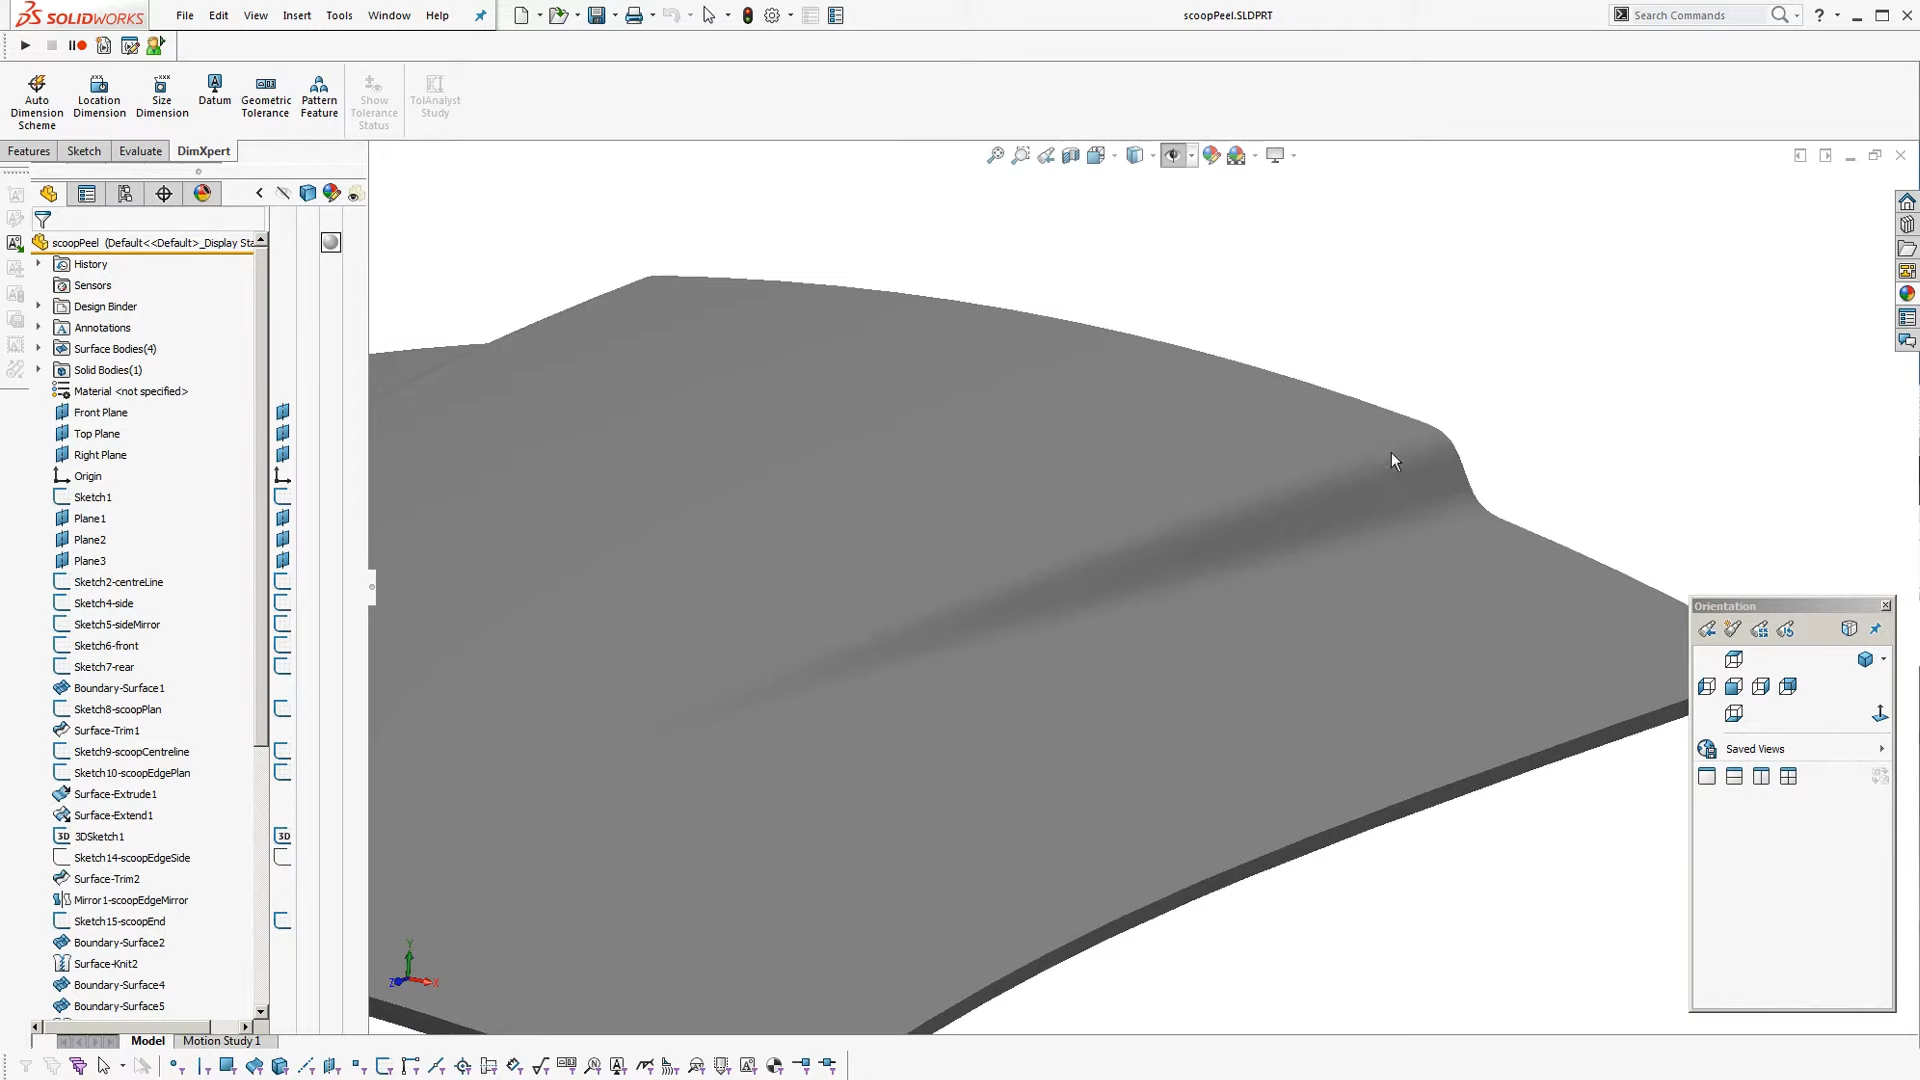 SOLIDWORKS File Edit View Insert Tools Window Help scoopPeel.SLDPRT Search Commands ?
Auto Dimension Scheme
Location Dimension
Size Dimension
Datum
Geometric Tolerance
Pattern Feature
Show Tolerance Status
TolAnalyst Study
Features Sketch Evaluate DimXpert
scoopPeel (Default<<Default>_Display Sta
History
Sensors
Design Binder
Annotations
Surface Bodies(4)
Solid Bodies(1)
Material <not specified>
Front Plane
Top Plane
Right Plane
Origin
Sketch1
Plane1
Plane2
Plane3
Sketch2-centreLine
Sketch4-side
Sketch5-sideMirror
Sketch6-front
Sketch7-rear
Boundary-Surface1
Sketch8-scoopPlan
Surface-Trim1
Sketch9-scoopCentreline
Sketch10-scoopEdgePlan
Surface-Extrude1
Surface-Extend1
3D 3DSketch1 3D
Sketch14-scoopEdgeSide
Surface-Trim2
Mirror1-scoopEdgeMirror
Sketch15-scoopEnd
Boundary-Surface2
Surface-Knit2
Boundary-Surface4
Boundary-Surface5
Y
Z X
Orientation
Saved Views
Model Motion Study 1